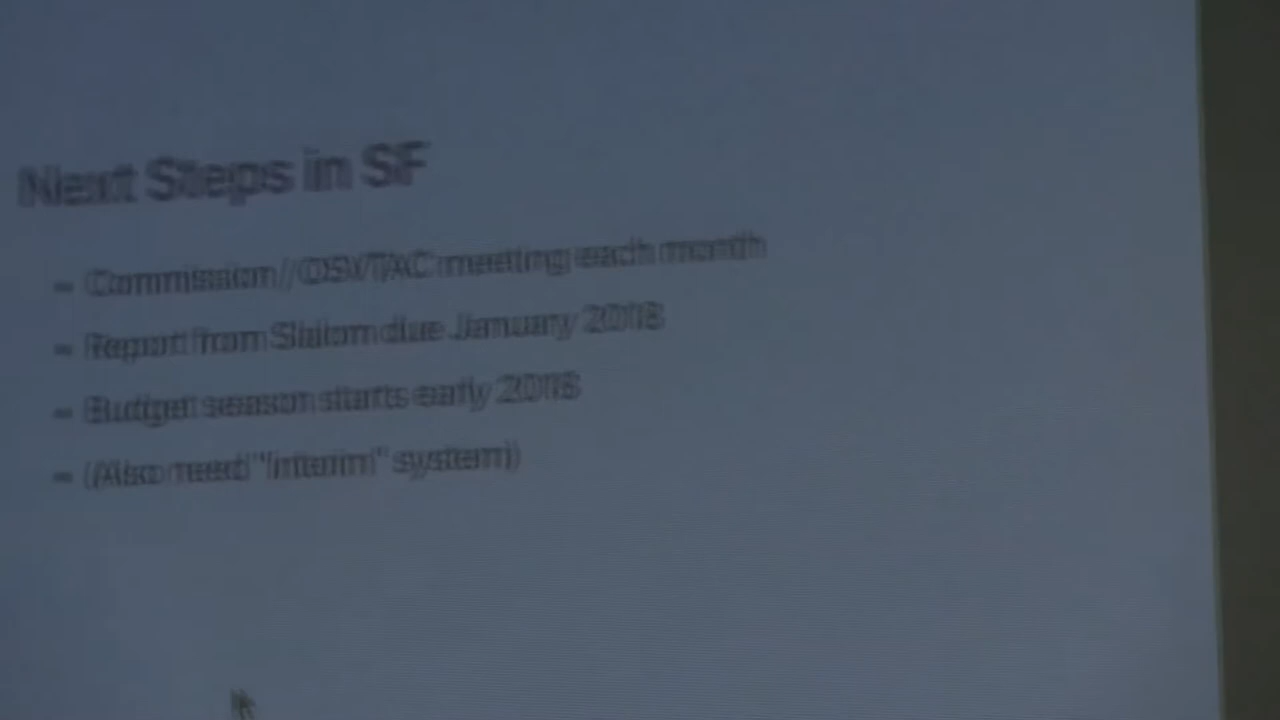 Next Steps in SF
- Commission / OSVTAC meeting each month
- Report from Slalom due January 2018
- Budget season starts early 2018
- (Also need "interim" system)